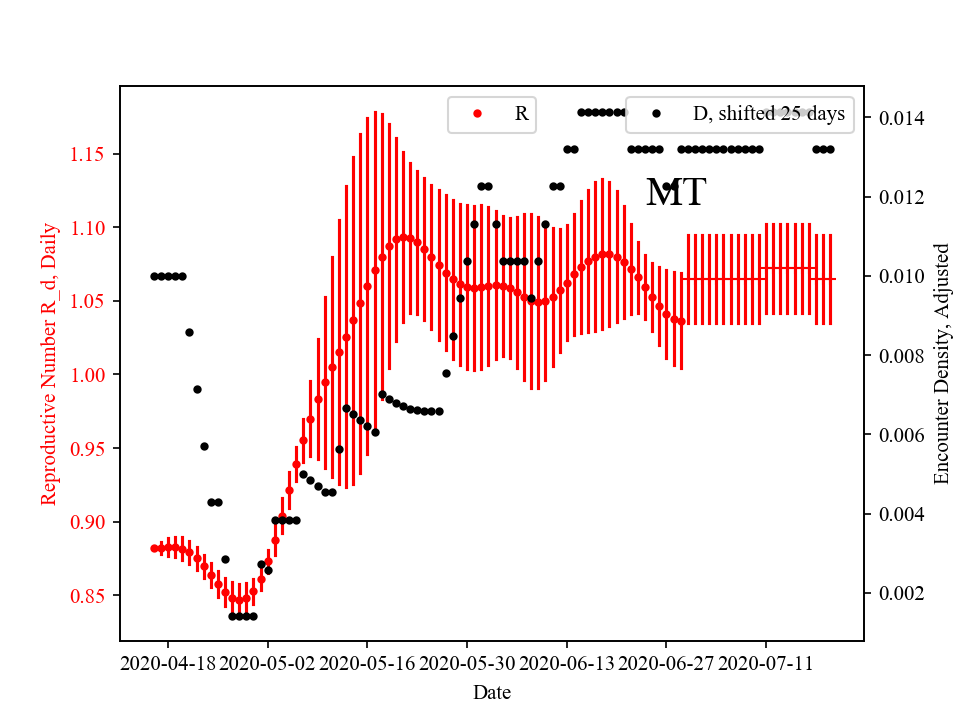 R
D, shifted 25 days
MT
Reproductive Number R_d, Daily
1.15
1.10
1.05
1.00
0.95
0.90
0.85
0.014
0.012
0.010
0.008
0.006
0.004
0.002
Encounter Density, Adjusted
2020-04-18 2020-05-02 2020-05-16 2020-05-30 2020-06-13 2020-06-27 2020-07-11
Date